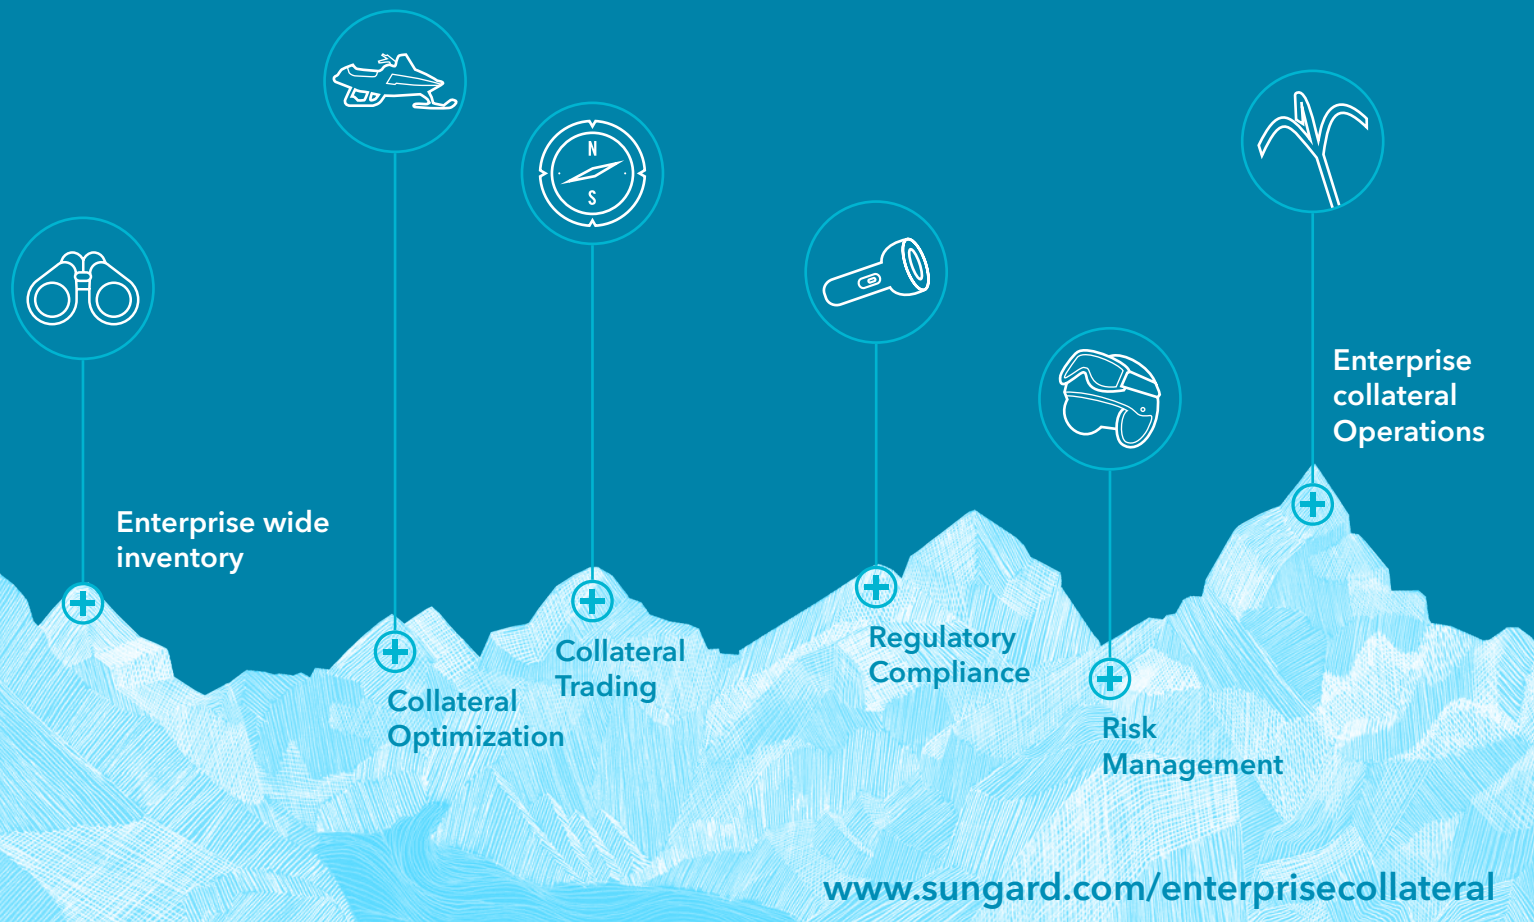 N
S
Enterprise wide
inventory
Collateral
Optimization
Collateral
Trading
Regulatory
Compliance
Risk
Management
Enterprise
collateral
Operations
www.sungard.com/enterprisecollateral